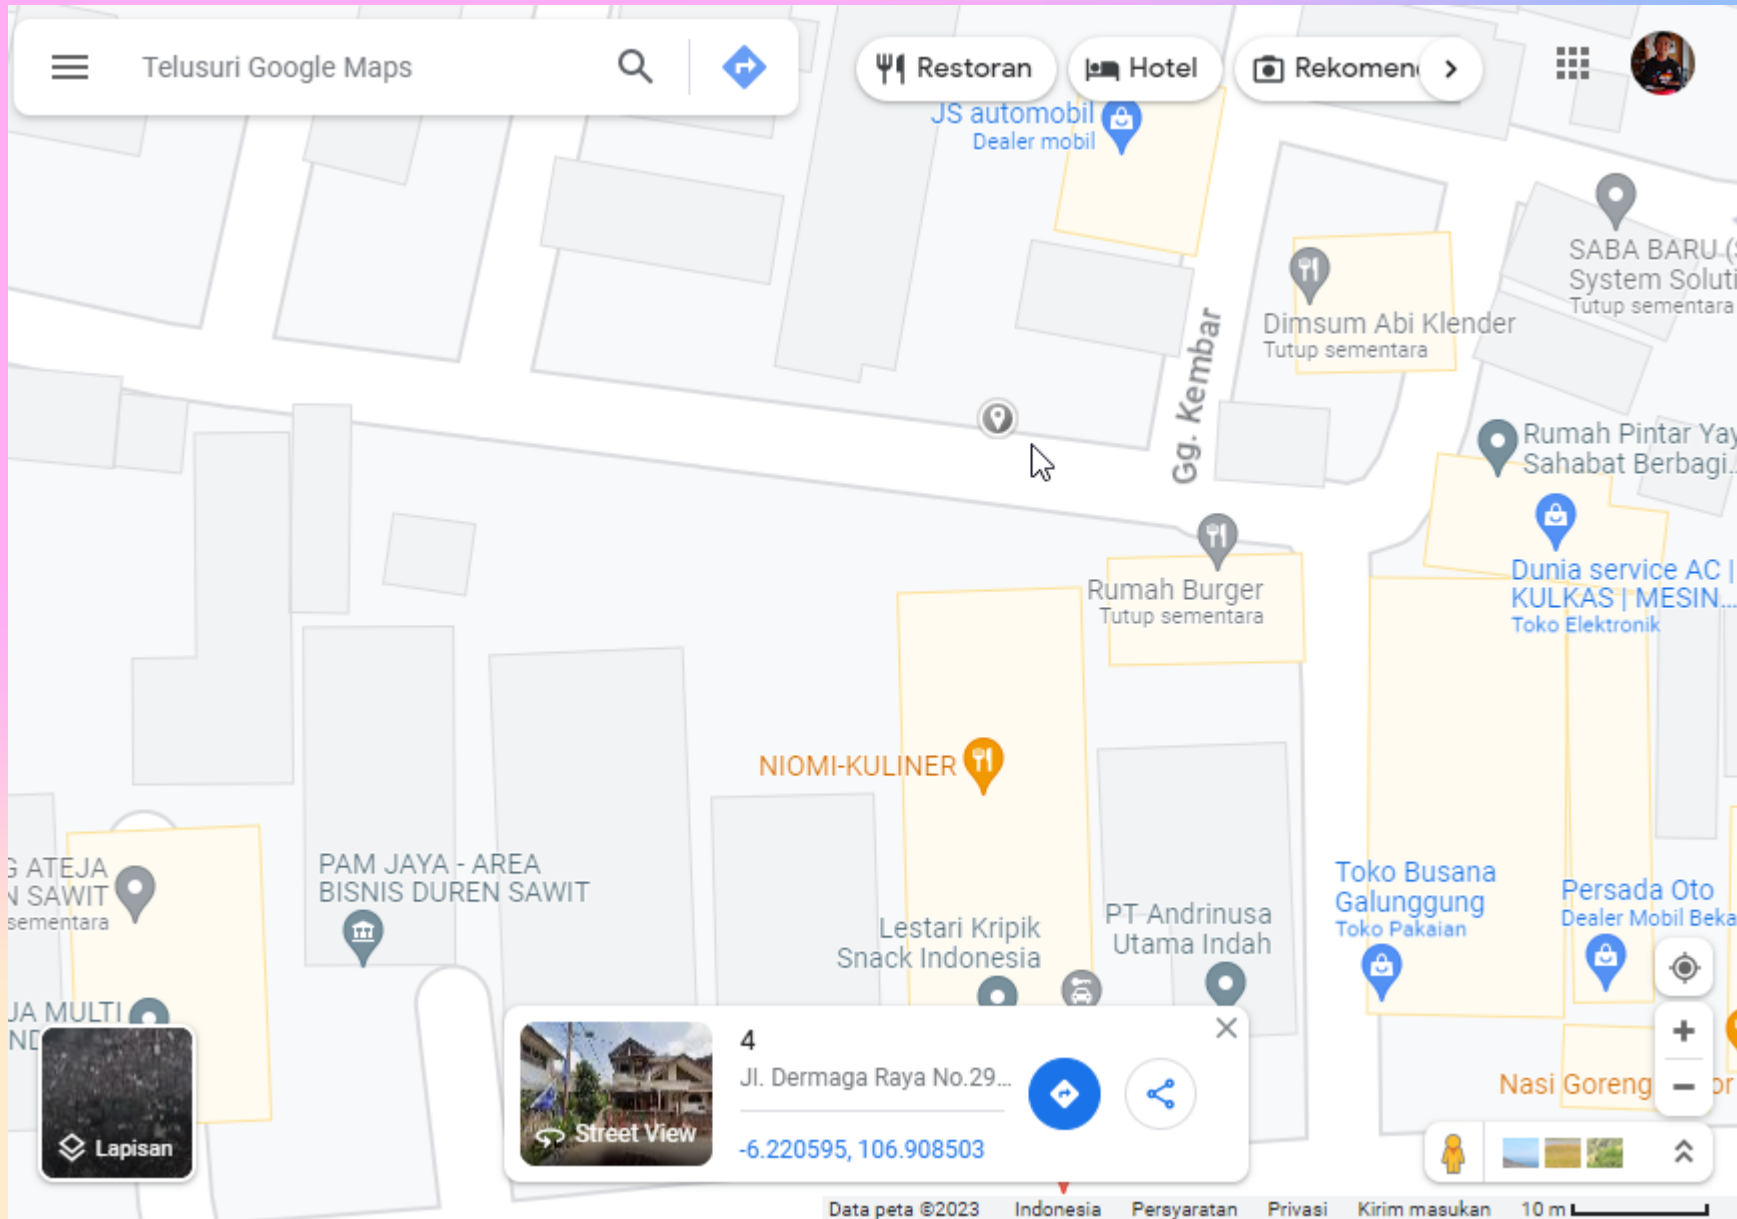 Telusuri Google Maps
Restoran
Hotel
Rekomen
JS automobil
Dealer mobil
SABA BARU (S
System Soluti
Tutup sementara
Dimsum Abi Klender
Tutup sementara
Gg. Kembar
Rumah Pintar Yay
Sahabat Berbagi...
Dunia service AC |
KULKAS | MESIN...
Toko Elektronik
Rumah Burger
Tutup sementara
NIOMI-KULINER
G ATEJA
N SAWIT
sementara
PAM JAYA - AREA
BISNIS DUREN SAWIT
Lestari Kripik
Snack Indonesia
PT Andrinusa
Utama Indah
Toko Busana
Galunggung
Toko Pakaian
Persada Oto
Dealer Mobil Beka
JA MULTI
ND
Lapisan
Street View
4
Jl. Dermaga Raya No.29...
-6.220595, 106.908503
Nasi Goreng
or
Data peta ©2023 Indonesia Persyaratan Privasi Kirim masukan 10 m